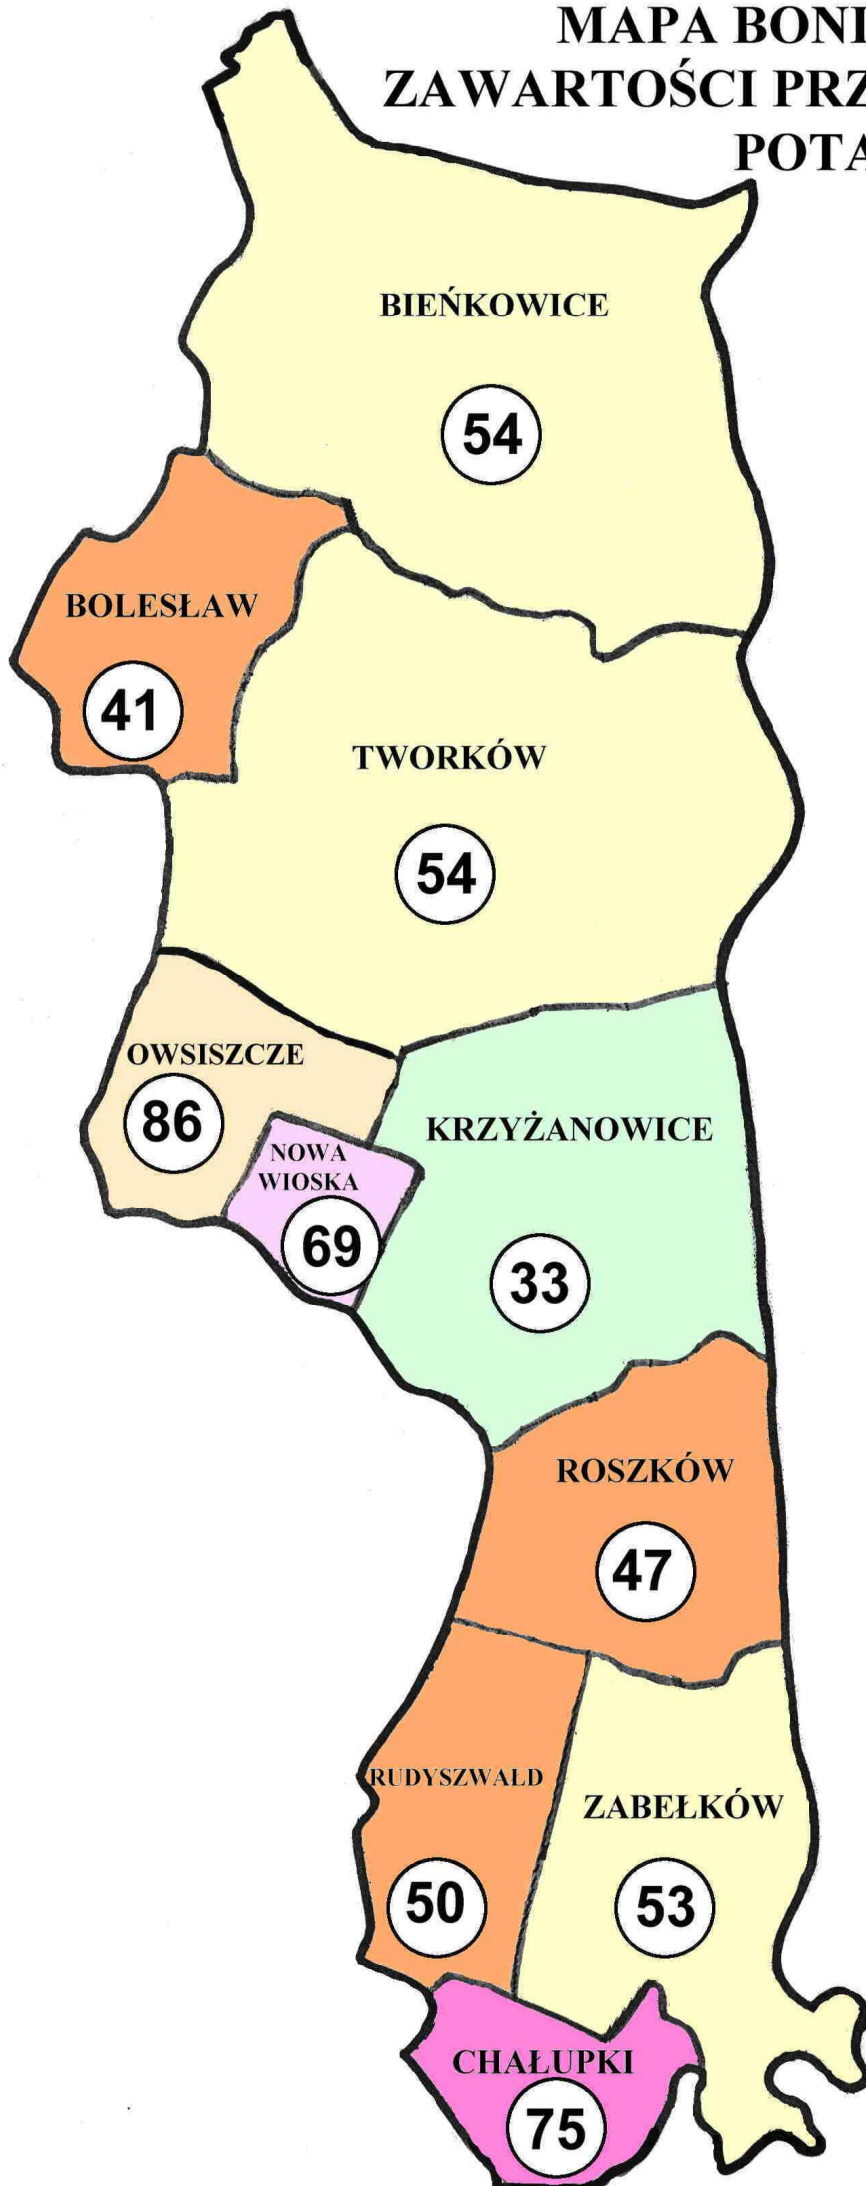 MAPA BONI
ZAWARTOŚCI PRZ
POTA
BIEŃKOWICE
54
BOLESŁAW
41
TWORKÓW
54
OWSISZCZE
86
NOWA
WIOSKA
69
KRZYŻANOWICE
33
ROSZKÓW
47
RUDYSZWAŁD
50
ZABEŁKÓW
53
CHAŁUPKI
75